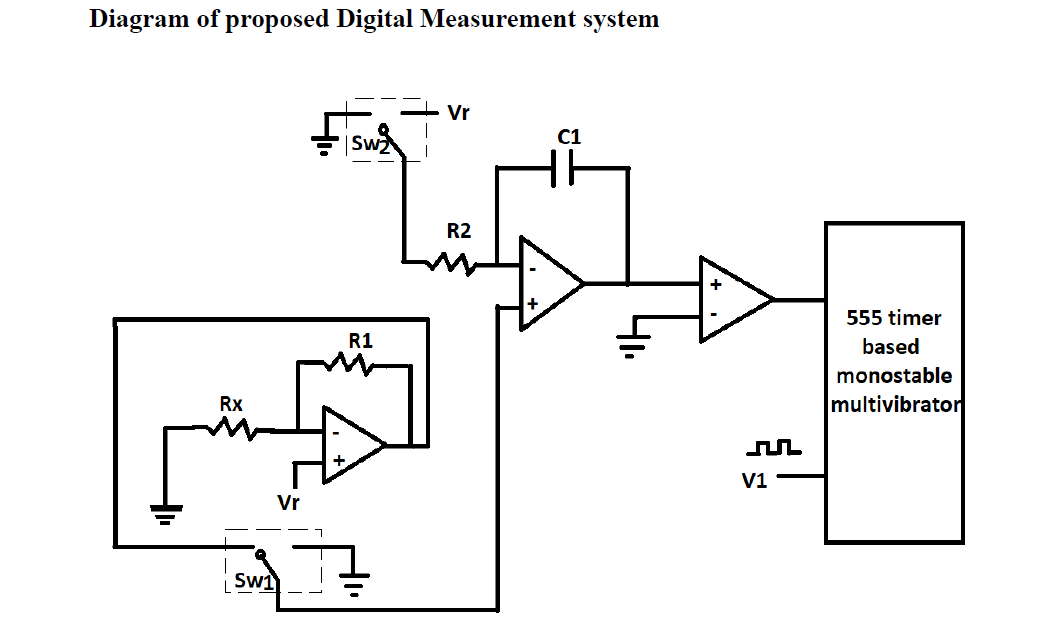 Diagram of proposed Digital Measurement system
Vr
Sw2
C1
R2
-
+
+
-
555 timer
based
monostable
multivibrator
R1
Rx
-
+
Vr
V1
Sw1